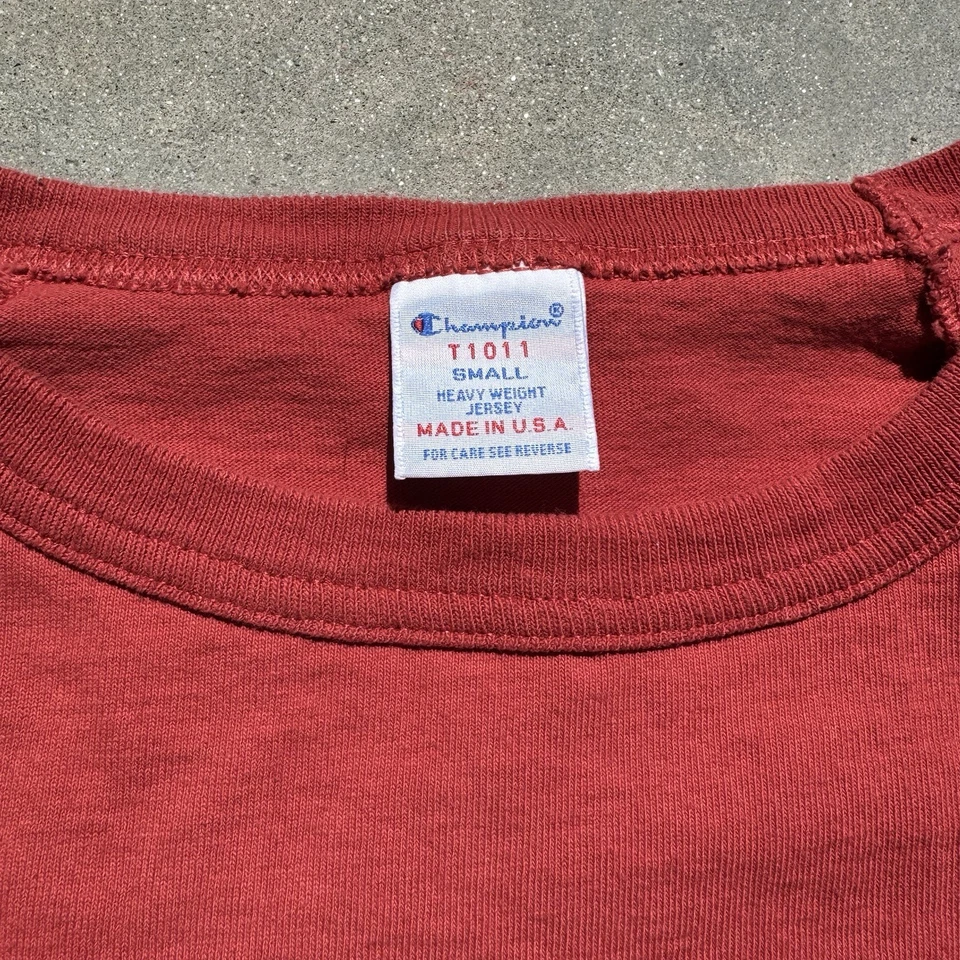 Champion®
T1011
SMALL
HEAVY WEIGHT
JERSEY
MADE IN U.S.A.
FOR CARE SEE REVERSE